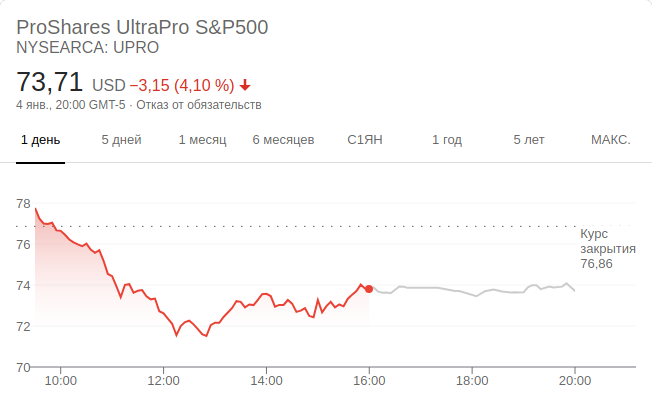 ProShares UltraPro S&P500
NYSEARCA: UPRO
73,71 USD −3,15 (4,10 %)
4 янв., 20:00 GMT-5 · Отказ от обязательств
1 день 5 дней 1 месяц 6 месяцев С1ЯН 1 год 5 лет МАКС.
78
76
74
72
70
Курс
закрытия
76,86
10:00 12:00 14:00 16:00 18:00 20:00